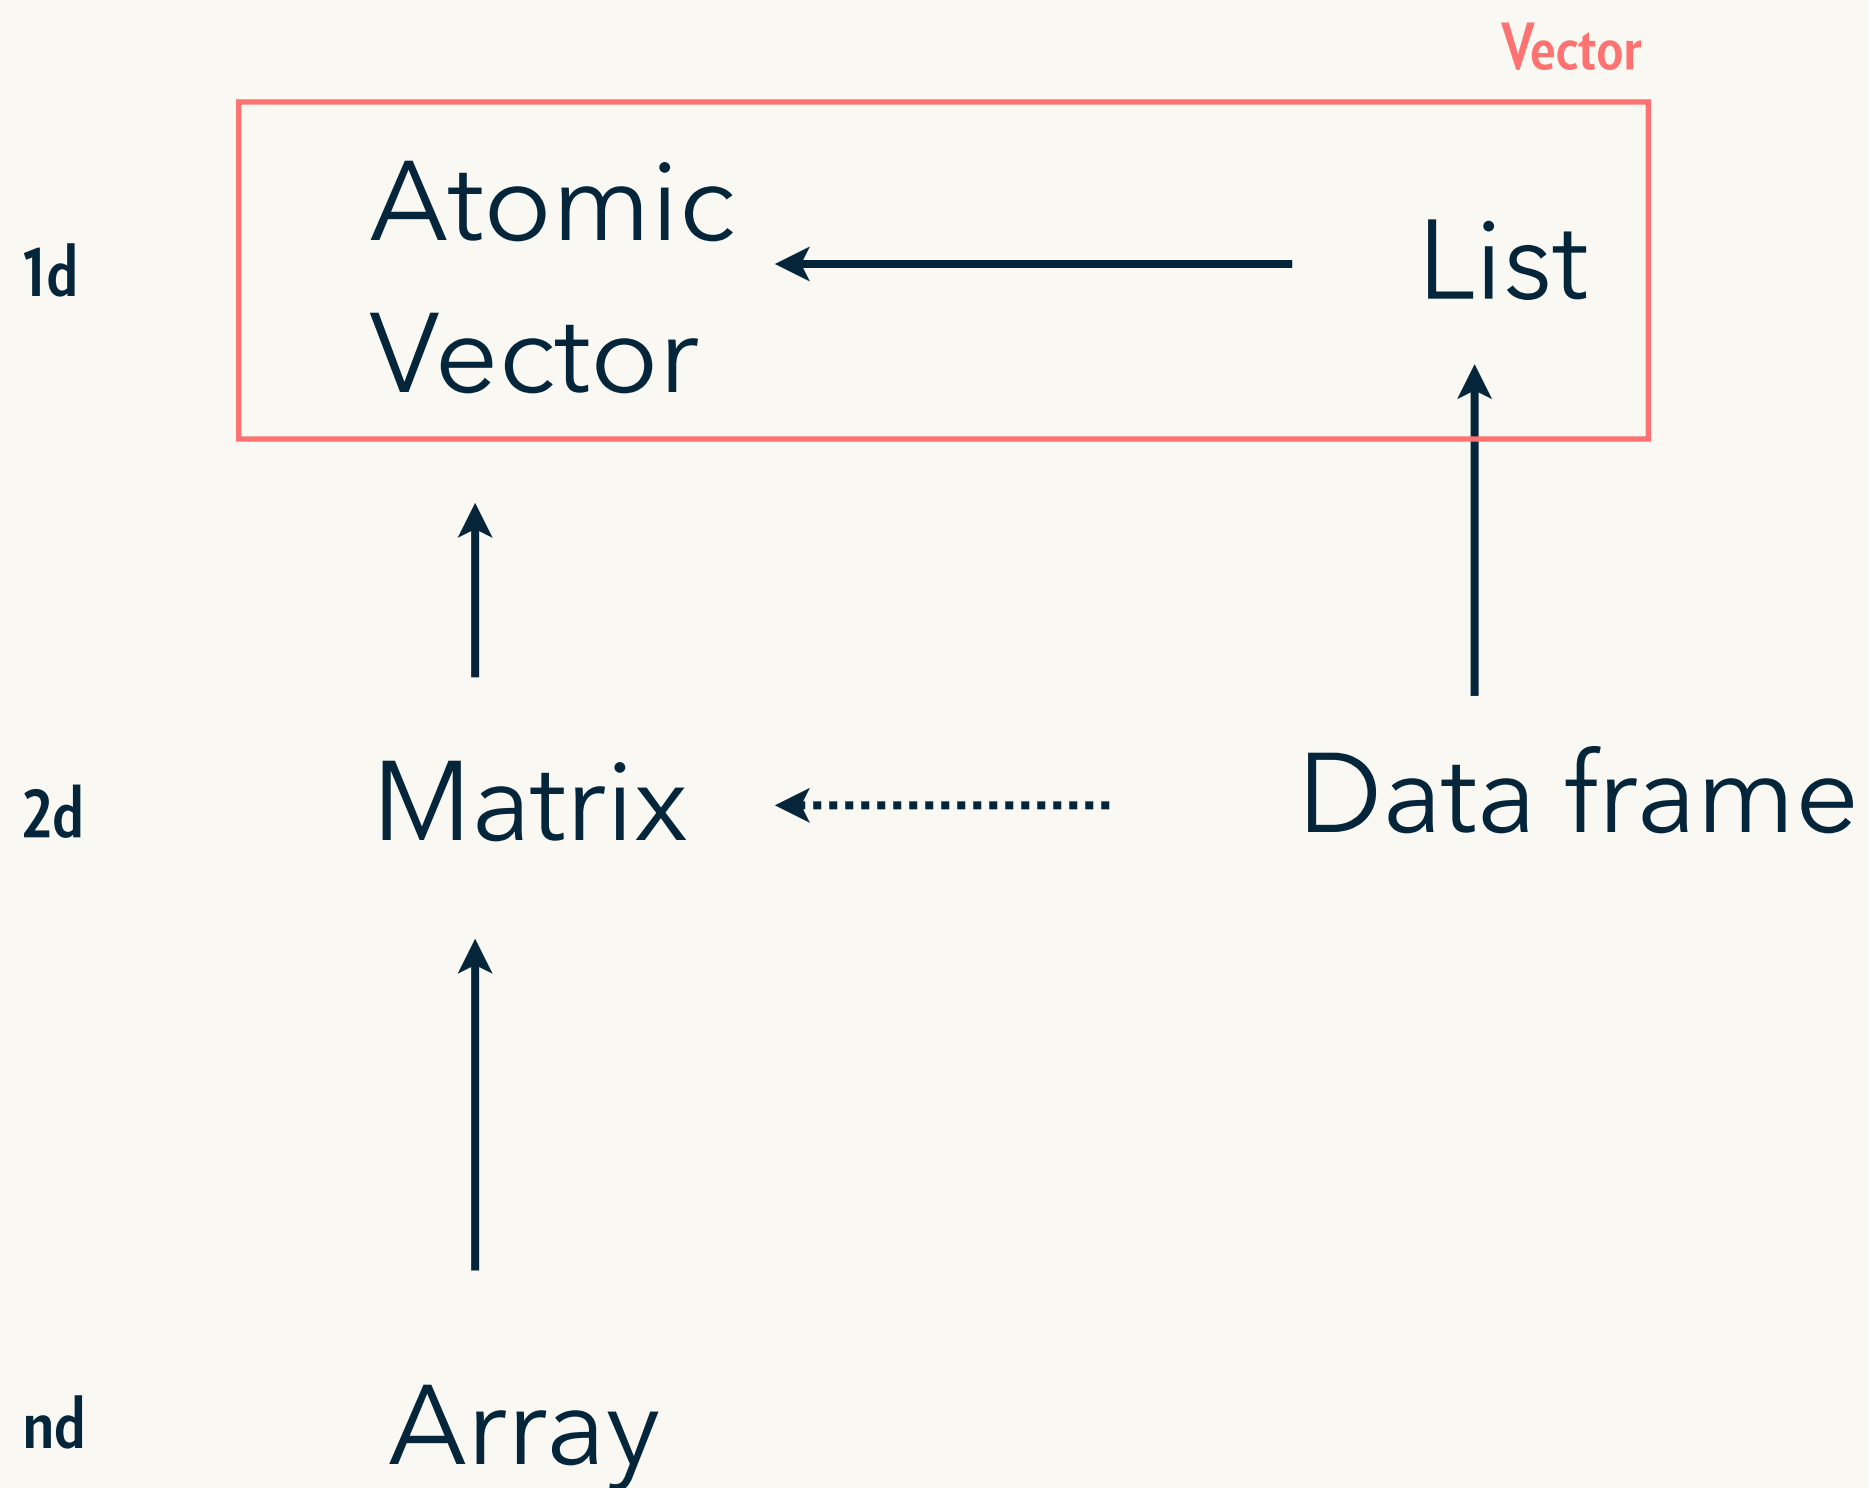 Vector
1d
Atomic
Vector
List
2d
Matrix
Data frame
nd
Array